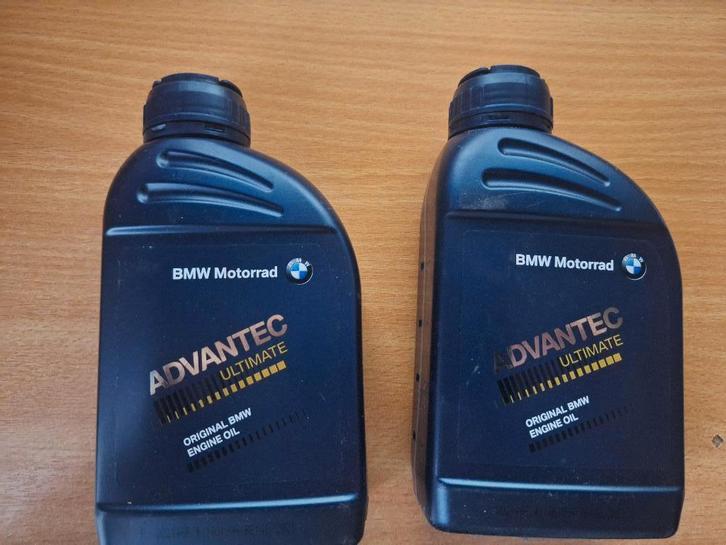 BMW Motorrad
ADVANTEC
ULTIMATE
ORIGINAL BMW
ENGINE OIL
BMW Motorrad
ADVANTEC
ULTIMATE
ORIGINAL BMW
ENGINE OIL